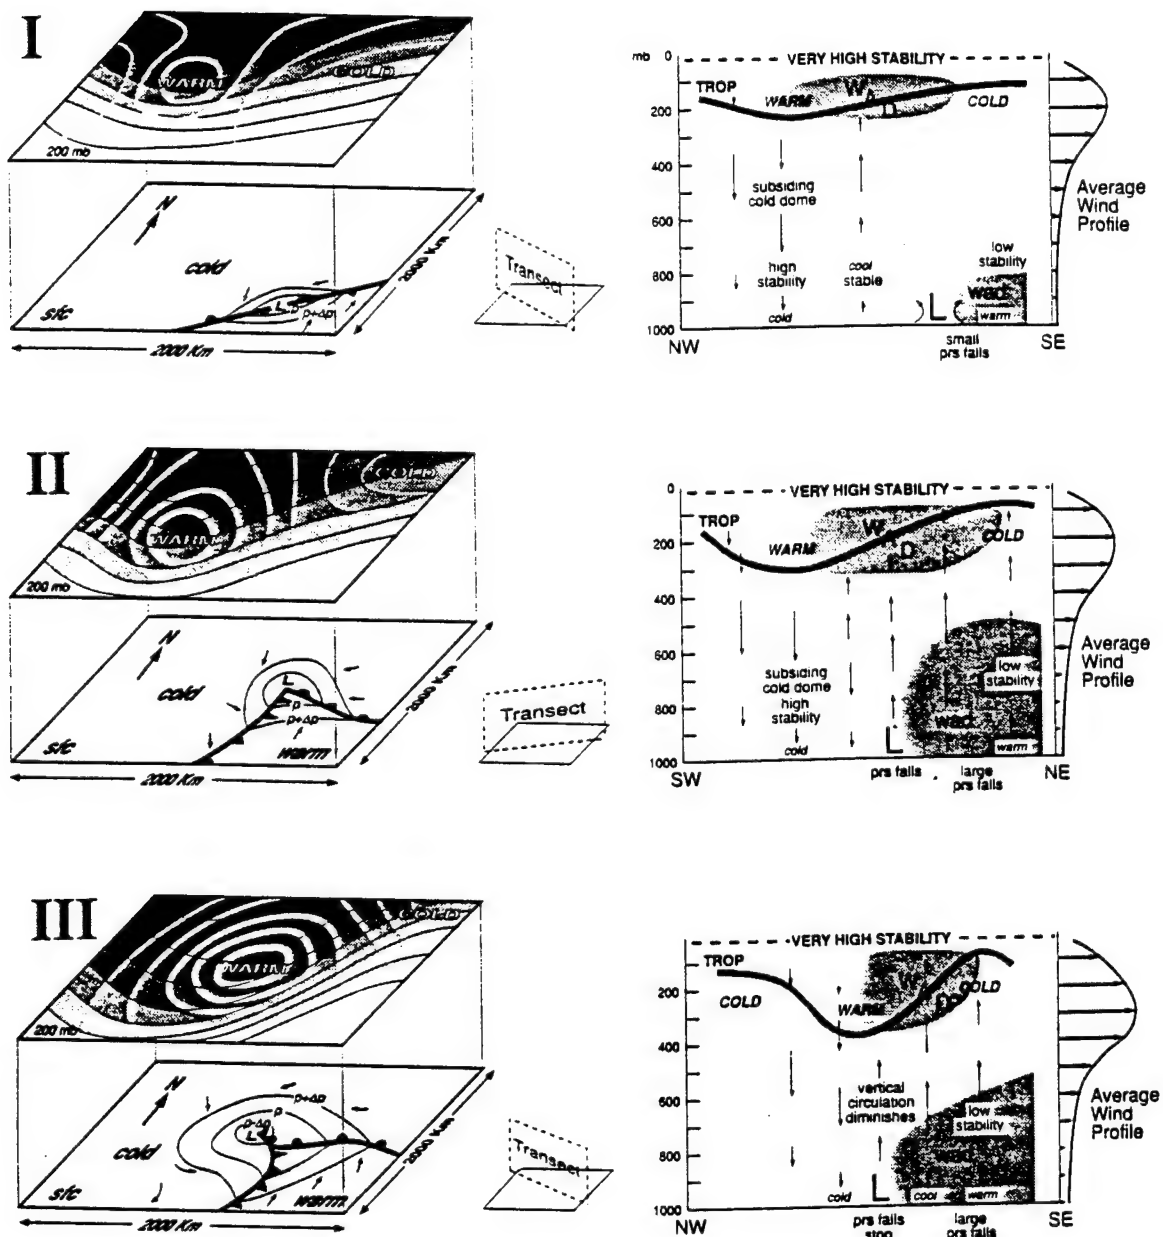 I
WARM
COLD
200 mb
N
cold
sfc
L
p
p+Δp
2000 Km
2000 Km
Transect
mb
0
200
400
600
800
1000
VERY HIGH STABILITY
TROP
WARM
W
A
D
COLD
subsiding
cold dome
high
stability
cold
cool
stable
low
stability
wad
warm
L
NW
small
prs falls
SE
Average
Wind
Profile
II
WARM
COLD
200 mb
N
cold
sfc
L
p
p+Δp
warm
2000 Km
2000 Km
Transect
0
200
400
600
800
1000
VERY HIGH STABILITY
TROP
WARM
W
A
D
COLD
subsiding
cold dome
high
stability
cold
low
stability
wad
warm
L
SW
prs falls
large
prs falls
NE
Average
Wind
Profile
III
WARM
COLD
200 mb
N
cold
sfc
p+Δp
p
p-Δp
L
warm
2000 Km
2000 Km
Transect
200
400
600
800
1000
VERY HIGH STABILITY
TROP
COLD
WARM
W
D
COLD
vertical
circulation
diminishes
low
stability
wad
cold
L
cool
warm
NW
prs falls
stop
large
prs falls
SE
Average
Wind
Profile